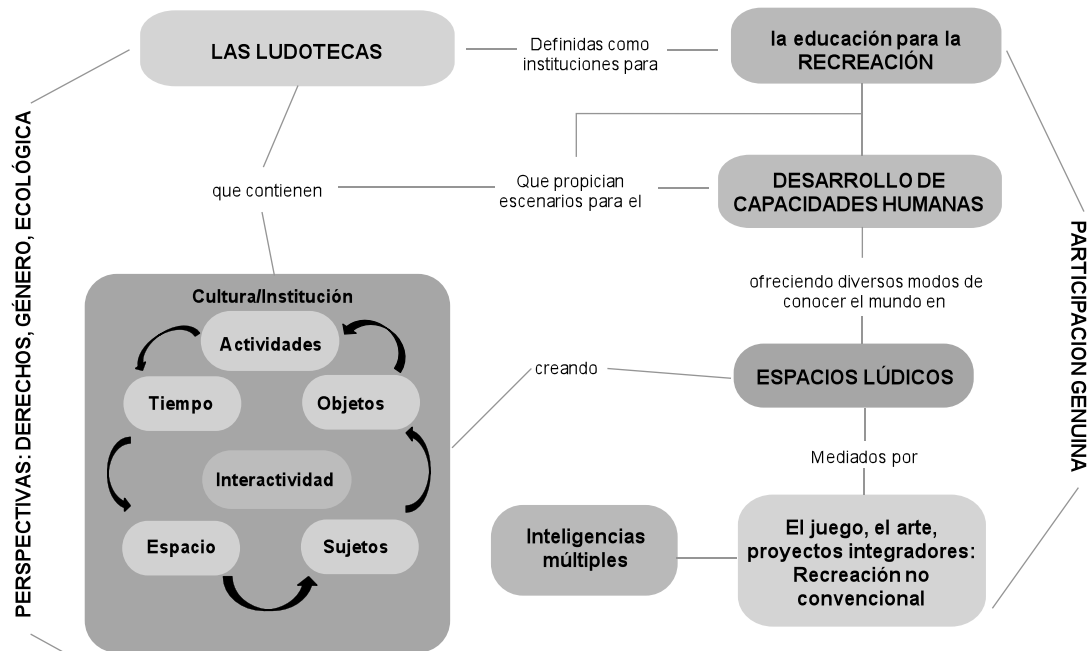 LAS LUDOTECAS
Definidas como
instituciones para
la educación para la
RECREACIÓN
que contienen
Que propician
escenarios para el
DESARROLLO DE
CAPACIDADES HUMANAS
ofreciendo diversos modos de
conocer el mundo en
Cultura/Institución
Actividades
Tiempo
Objetos
Interactividad
Espacio
Sujetos
creando
ESPACIOS LÚDICOS
Mediados por
Inteligencias
múltiples
El juego, el arte,
proyectos integradores:
Recreación no
convencional
PERSPECTIVAS: DERECHOS, GÉNERO, ECOLÓGICA
PARTICIPACION GENUINA